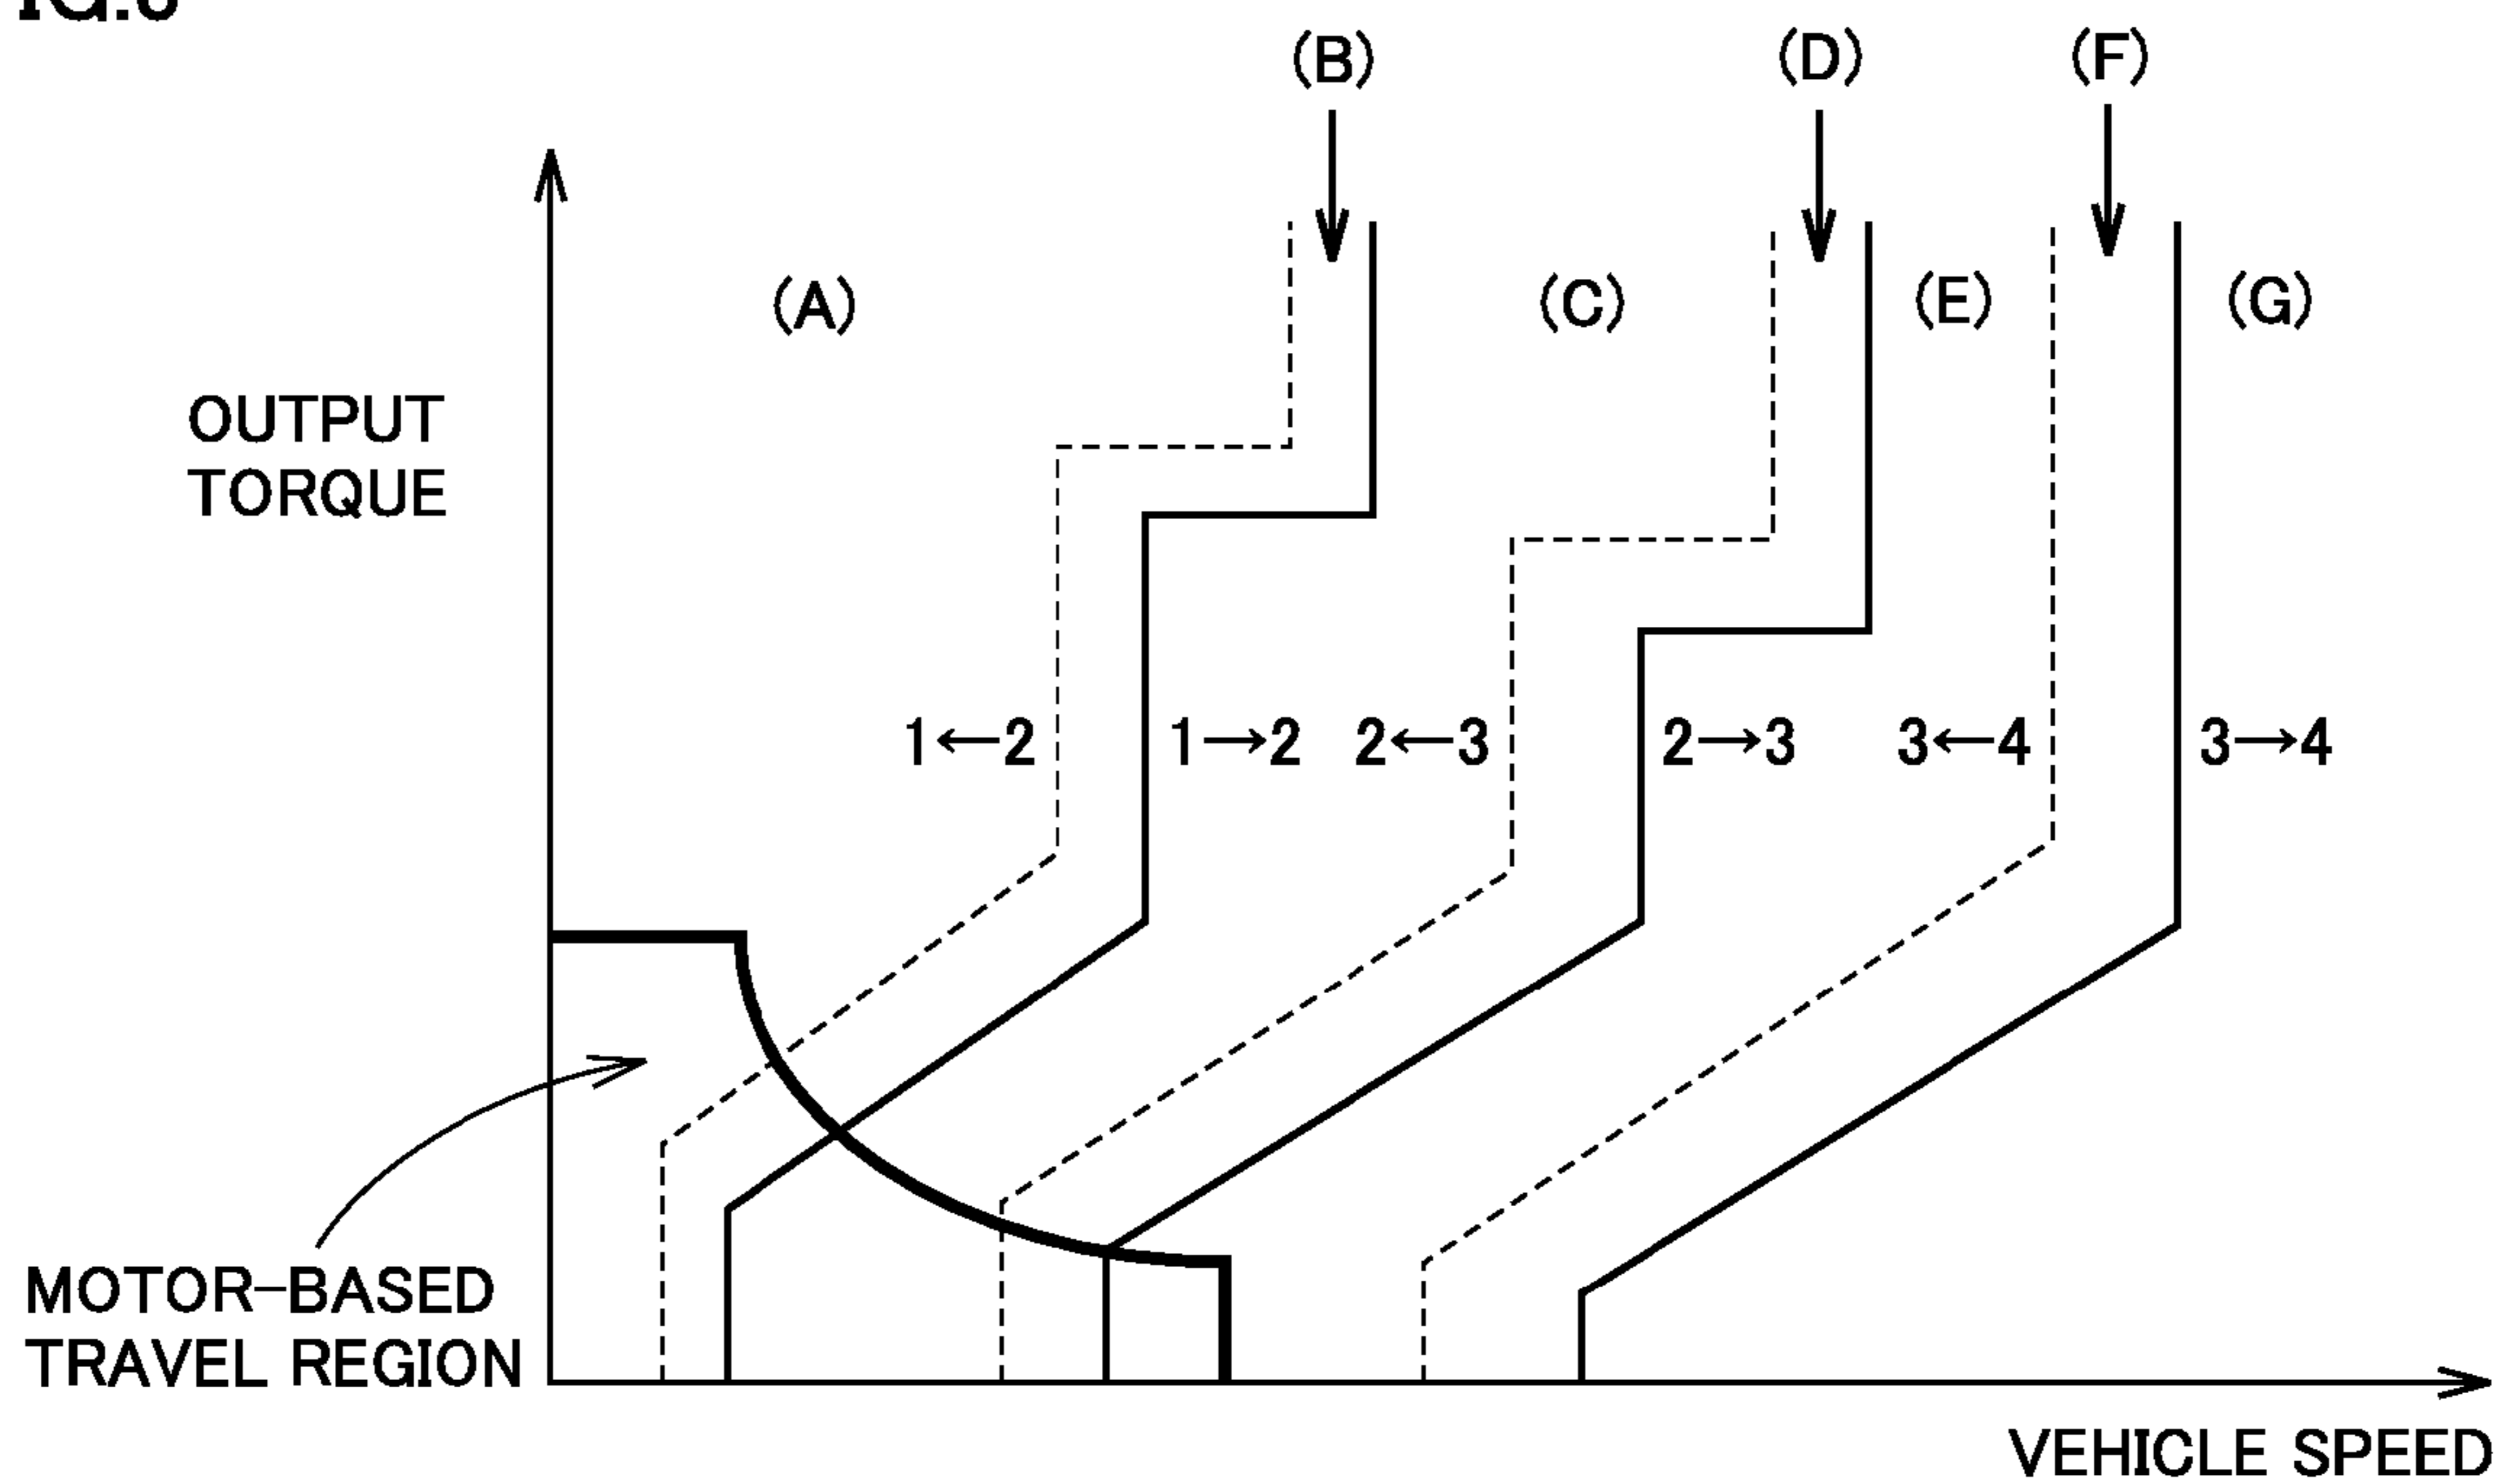 (B) (D) (F)
(A) (C) (E) (G)
OUTPUT
TORQUE
1←2 1→2 2←3 2→3 3←4 3→4
MOTOR-BASED
TRAVEL REGION
VEHICLE SPEED